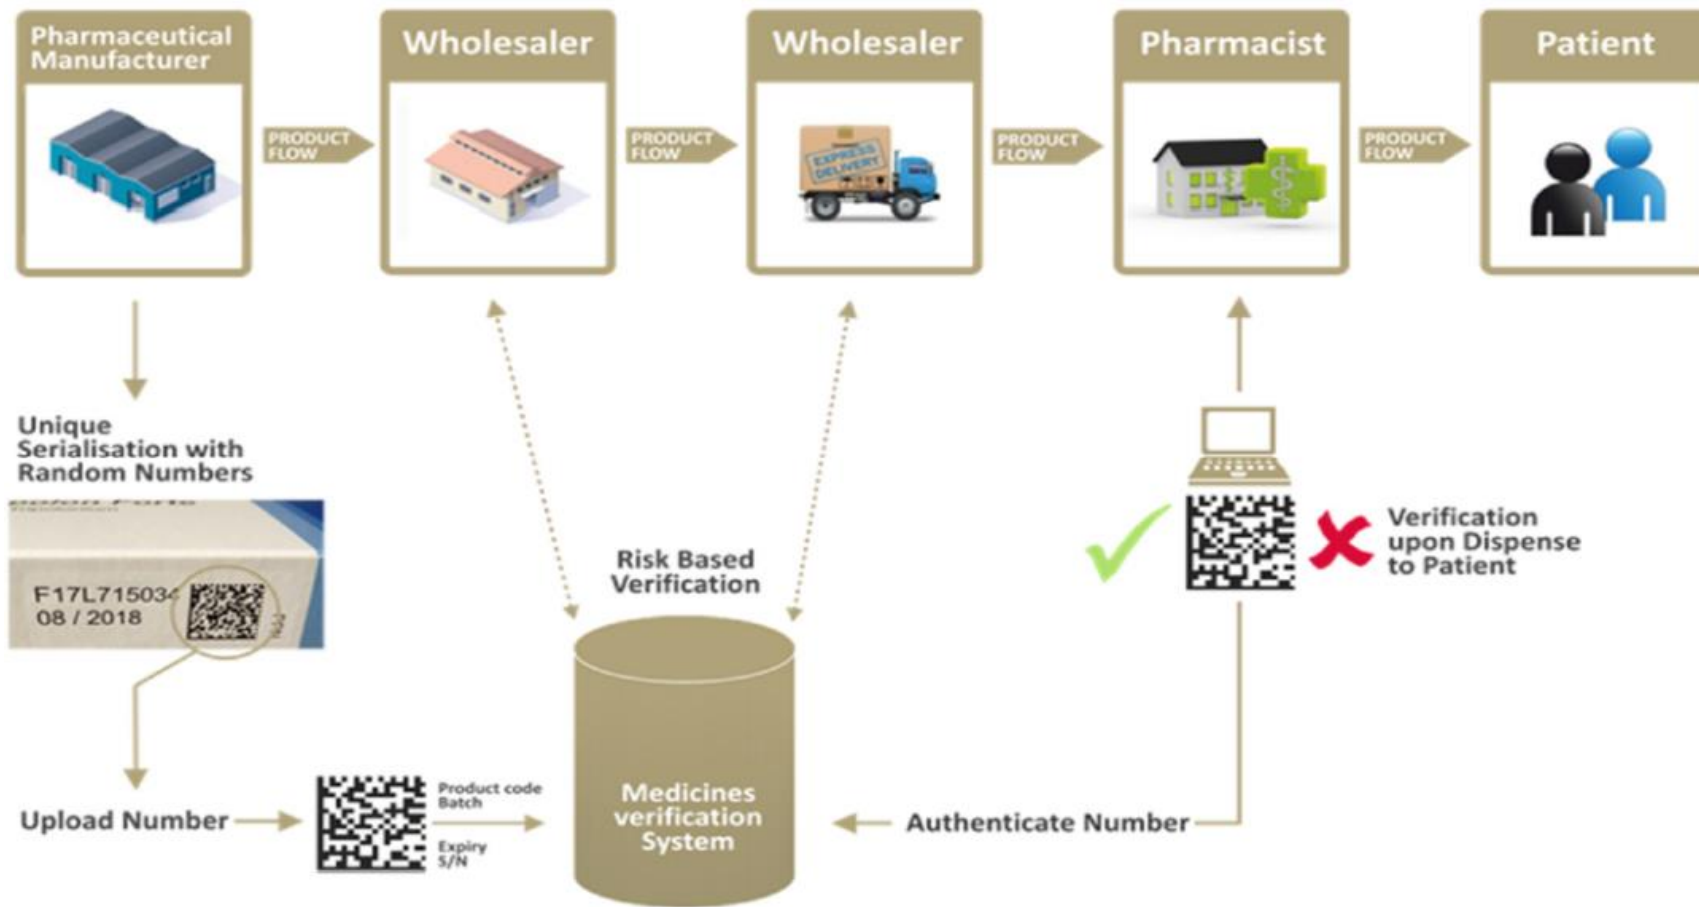 Pharmaceutical
Manufacturer
Wholesaler
Wholesaler
Pharmacist
Patient
PRODUCT
FLOW
PRODUCT
FLOW
EXPRESS
DELIVERY
PRODUCT
FLOW
PRODUCT
FLOW
Unique
Serialisation with
Random Numbers
F17L715034
08 / 2018
Risk Based
Verification
Verification
upon Dispense
to Patient
Upload Number
Product code
Batch
Expiry
S/N
Medicines
verification
System
Authenticate Number